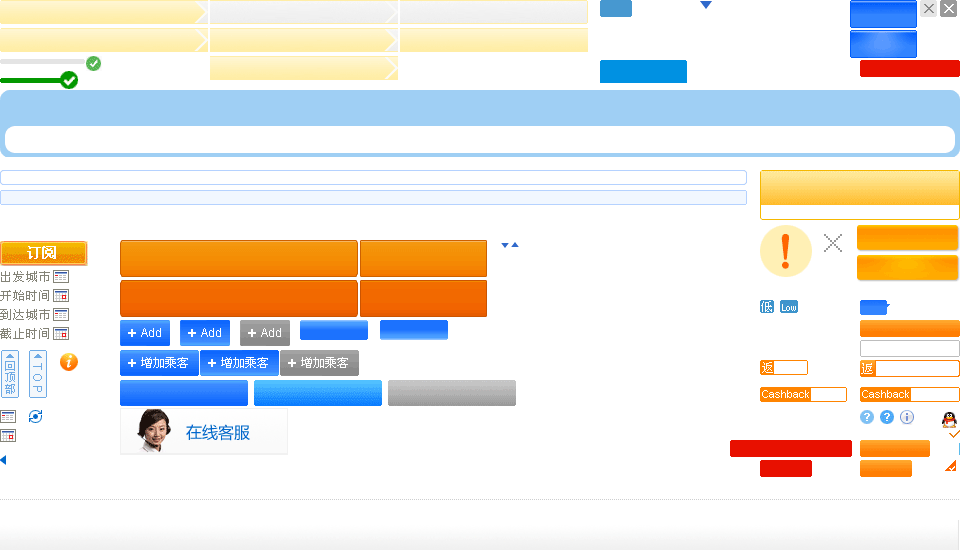 订阅
出发城市
开始时间
到达城市
截止时间
回顶部
TOP
+ Add
+ Add
+ Add
+ 增加乘客
+ 增加乘客
+ 增加乘客
在线客服
低
Low
返
返
Cashback
Cashback